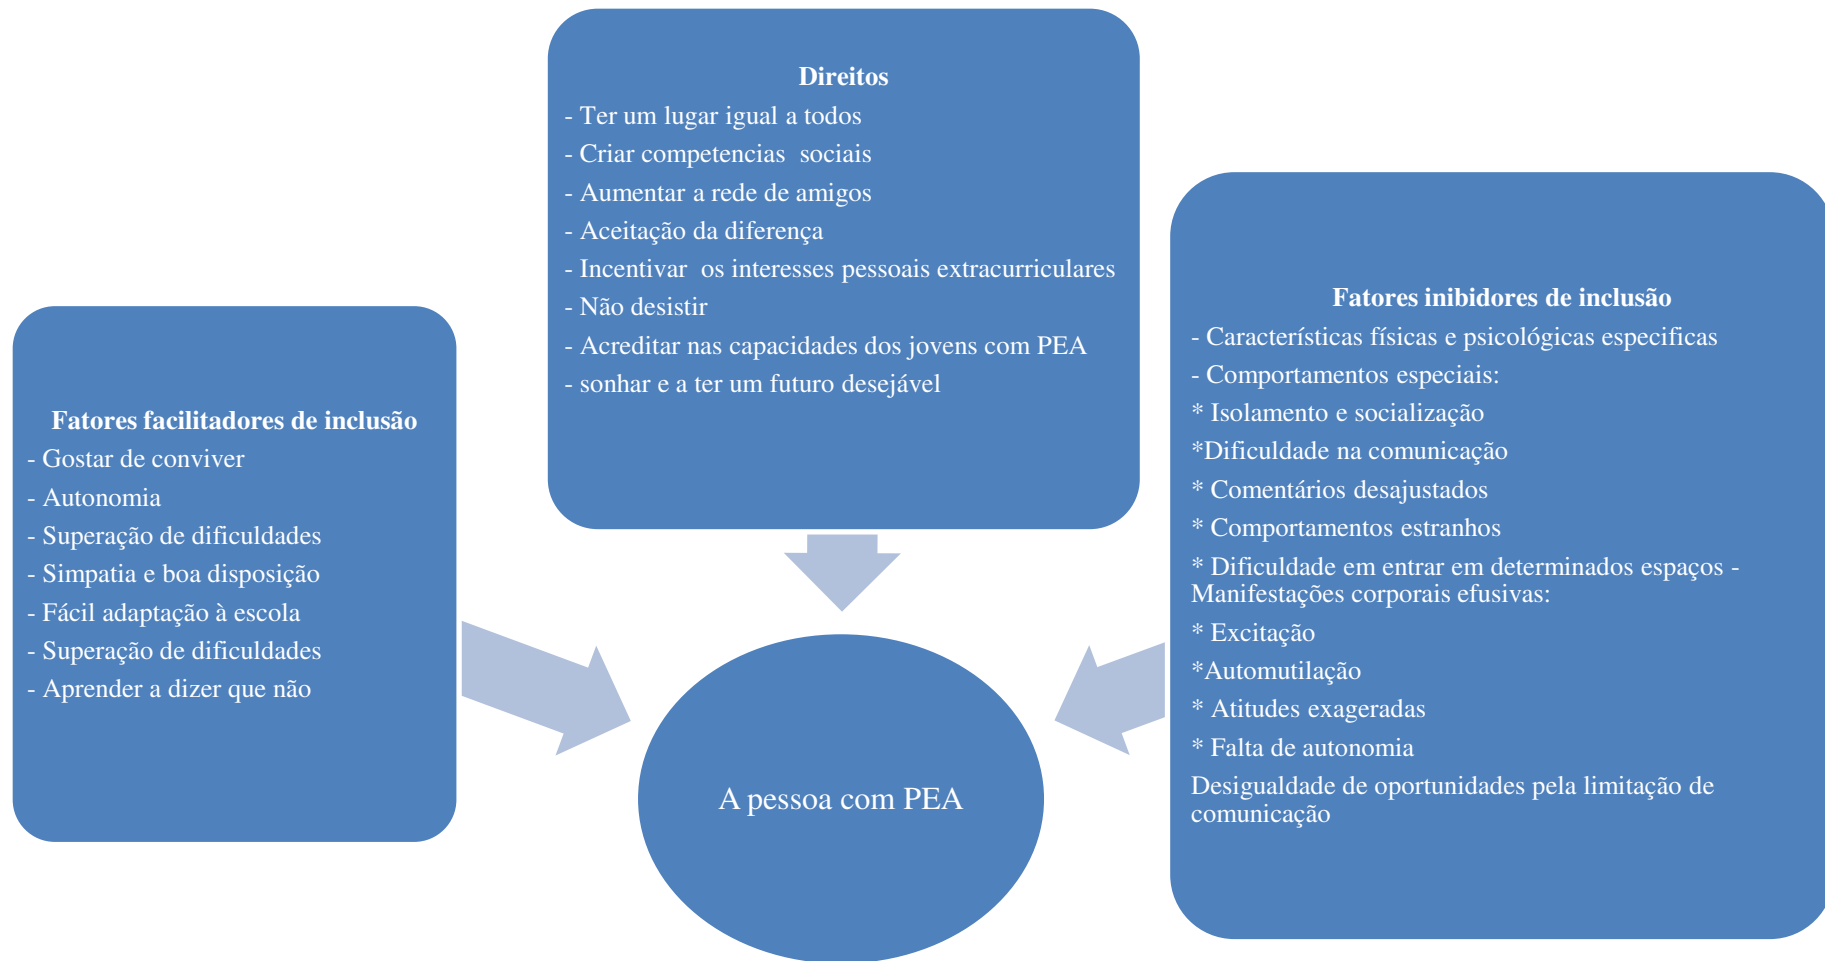 Direitos
- Ter um lugar igual a todos
- Criar competencias  sociais
- Aumentar a rede de amigos
- Aceitação da diferença
- Incentivar  os interesses pessoais extracurriculares
- Não desistir
- Acreditar nas capacidades dos jovens com PEA
- sonhar e a ter um futuro desejável
Fatores facilitadores de inclusão
- Gostar de conviver
- Autonomia
- Superação de dificuldades
- Simpatia e boa disposição
- Fácil adaptação à escola
- Superação de dificuldades
- Aprender a dizer que não
Fatores inibidores de inclusão
- Características físicas e psicológicas especificas
- Comportamentos especiais:
* Isolamento e socialização
*Dificuldade na comunicação
* Comentários desajustados
* Comportamentos estranhos
* Dificuldade em entrar em determinados espaços -
Manifestações corporais efusivas:
* Excitação
*Automutilação
* Atitudes exageradas
* Falta de autonomia
Desigualdade de oportunidades pela limitação de
comunicação
A pessoa com PEA